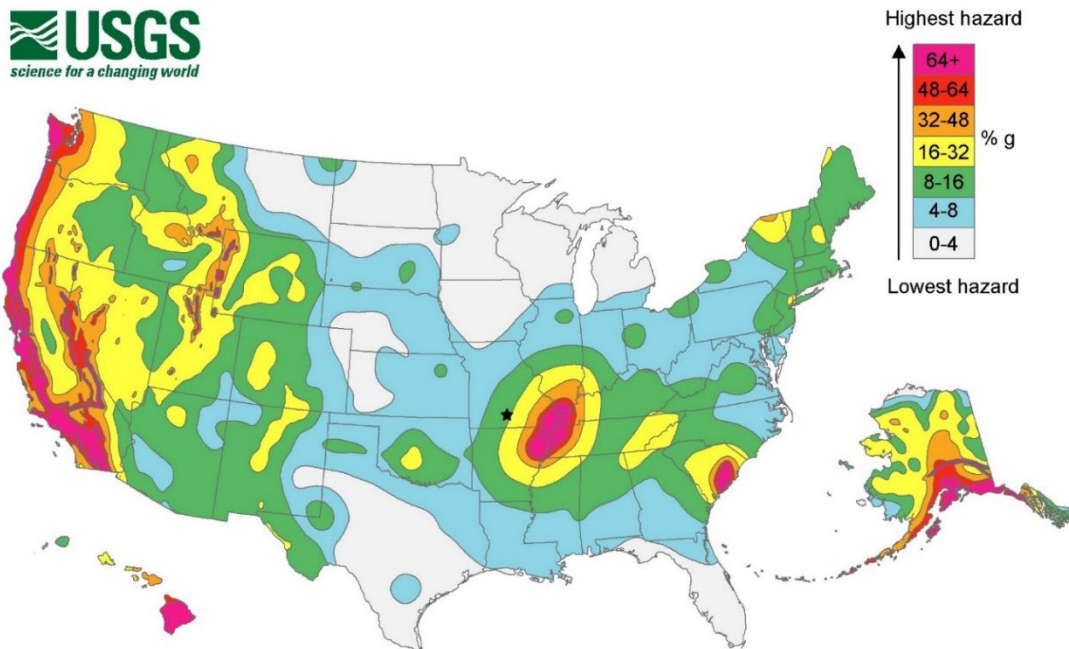 USGS
science for a changing world
Highest hazard
64+
48-64
32-48
16-32
8-16
4-8
0-4
% g
Lowest hazard